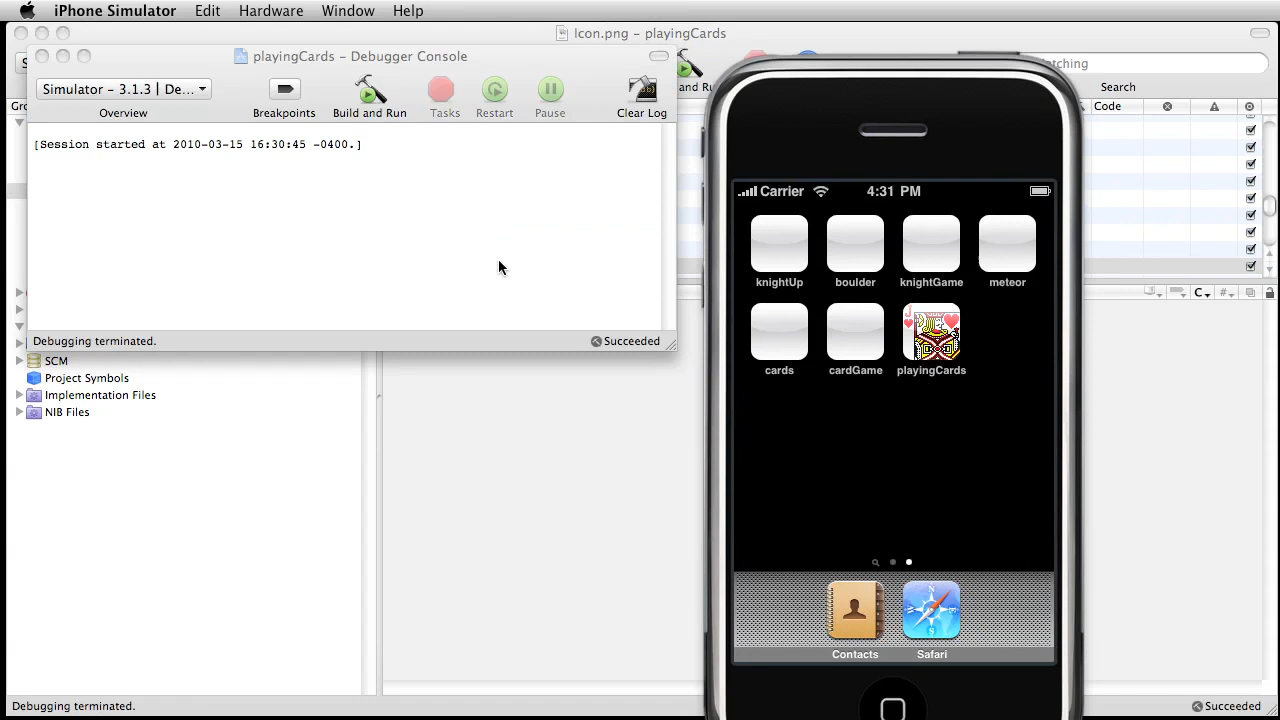 iPhone Simulator Edit Hardware Window Help
Icon.png – playingCards
playingCards – Debugger Console
Simulator - 3.1.3 | De...
Overview Breakpoints Build and Run Tasks Restart Pause Clear Log
Search
Code
[Session started at 2010-03-15 16:30:45 -0400.]
Debugging terminated. Succeeded
SCM
Project Symbols
Implementation Files
NIB Files
Carrier 4:31 PM
knightUp boulder knightGame meteor
J
cards cardGame playingCards
N
Contacts Safari
C #
Debugging terminated. Succeeded